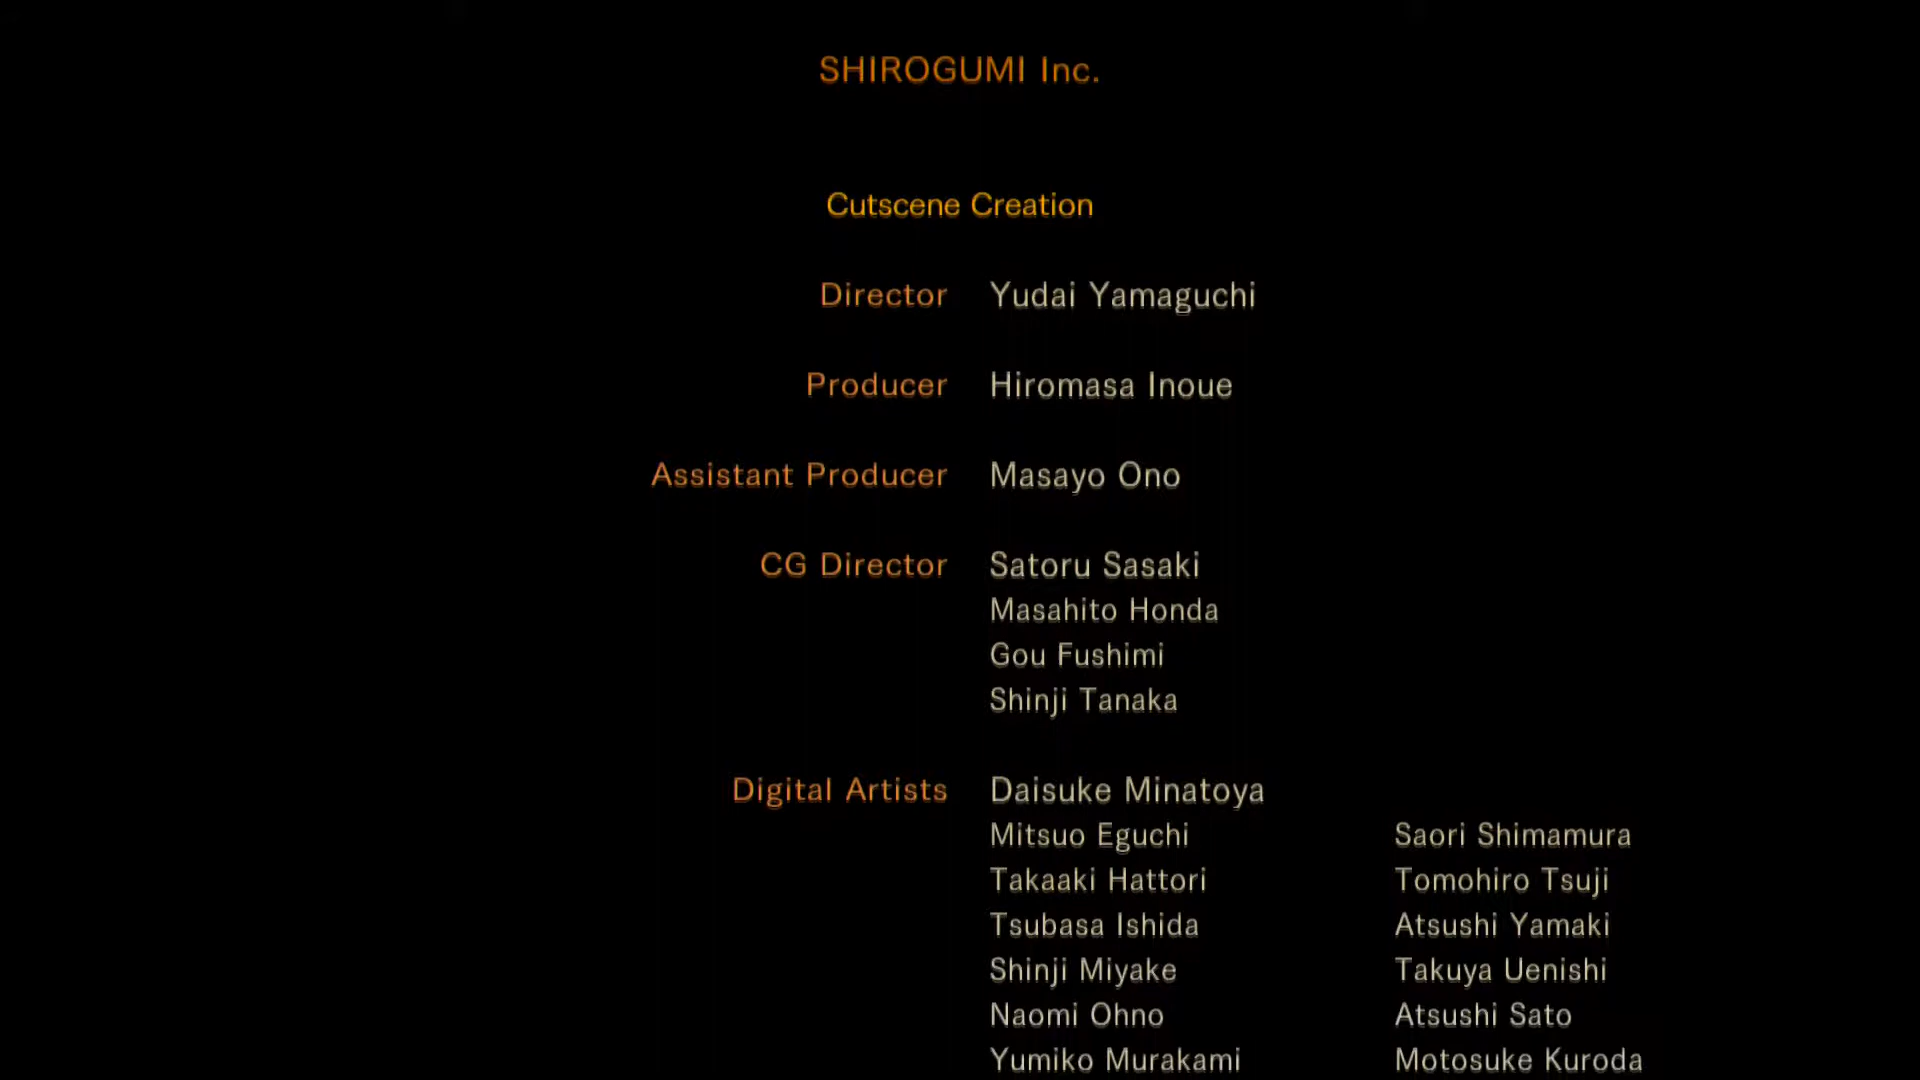 SHIROGUMI Inc.
Cutscene Creation
Director Yudai Yamaguchi
Producer Hiromasa Inoue
Assistant Producer Masayo Ono
CG Director Satoru Sasaki
Masahito Honda
Gou Fushimi
Shinji Tanaka
Digital Artists Daisuke Minatoya
Mitsuo Eguchi Saori Shimamura
Takaaki Hattori Tomohiro Tsuji
Tsubasa Ishida Atsushi Yamaki
Shinji Miyake Takuya Uenishi
Naomi Ohno Atsushi Sato
Yumiko Murakami Motosuke Kuroda